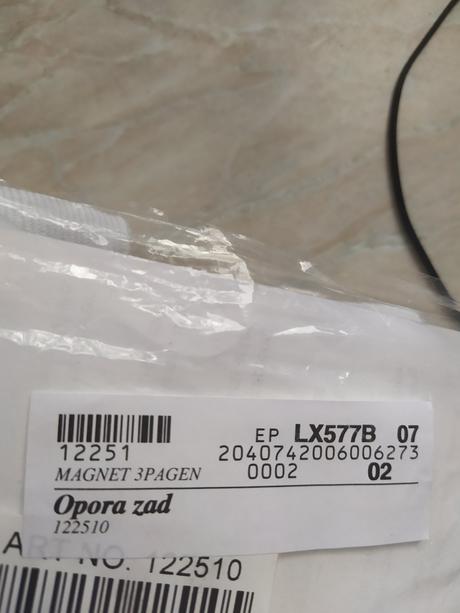 EP LX577B 07
12251 2040742006006273
MAGNET 3PAGEN 0002 02
Opora zad
122510
ART NO. 122510